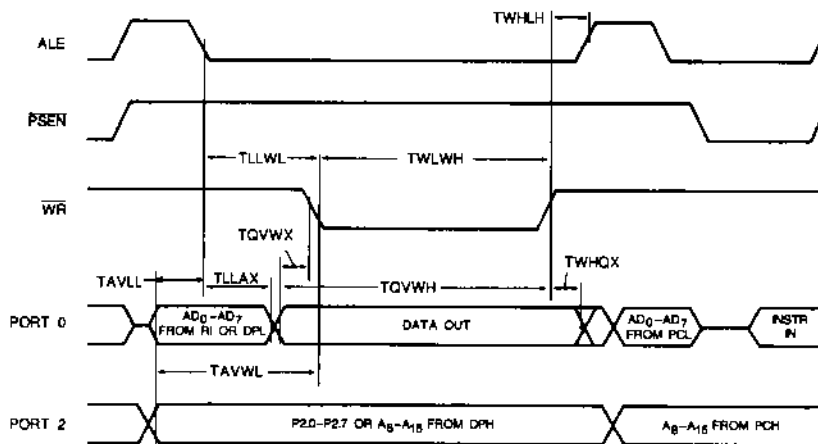 TWHLH
ALE
PSEN
TLLWL
TWLWH
WR
TQVWX
TAVLL
TLLAX
TQVWH
TWHQX
PORT 0
AD0-AD7
FROM RI OR DPL
DATA OUT
AD0-AD7
FROM PCL
INSTR
IN
TAVWL
PORT 2
P2.0-P2.7 OR A8-A15 FROM DPH
A8-A15 FROM PCH